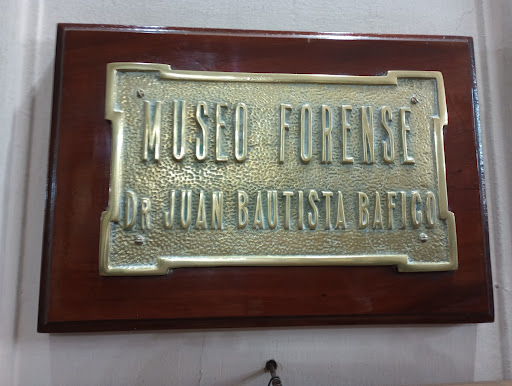 MUSEO FORENSE
DR JUAN BAUTISTA BAFICO